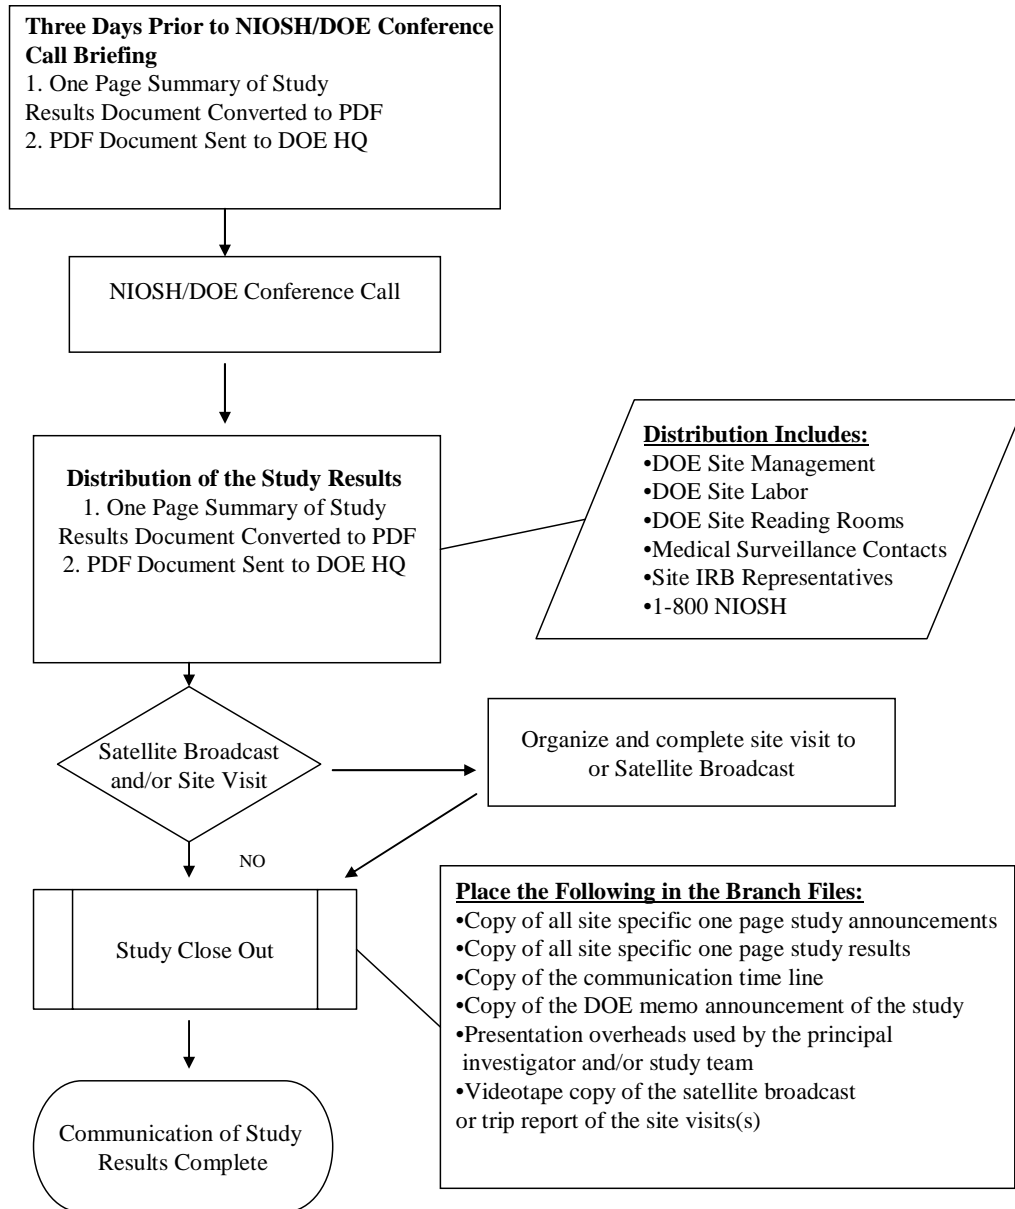 Three Days Prior to NIOSH/DOE Conference
Call Briefing
1. One Page Summary of Study
Results Document Converted to PDF
2. PDF Document Sent to DOE HQ
NIOSH/DOE Conference Call
Distribution of the Study Results
1. One Page Summary of Study
Results Document Converted to PDF
2. PDF Document Sent to DOE HQ
Distribution Includes:
•DOE Site Management
•DOE Site Labor
•DOE Site Reading Rooms
•Medical Surveillance Contacts
•Site IRB Representatives
•1-800 NIOSH
Satellite Broadcast
and/or Site Visit
Organize and complete site visit to
or Satellite Broadcast
NO
Study Close Out
Place the Following in the Branch Files:
•Copy of all site specific one page study announcements
•Copy of all site specific one page study results
•Copy of the communication time line
•Copy of the DOE memo announcement of the study
•Presentation overheads used by the principal
investigator and/or study team
•Videotape copy of the satellite broadcast
or trip report of the site visits(s)
Communication of Study
Results Complete